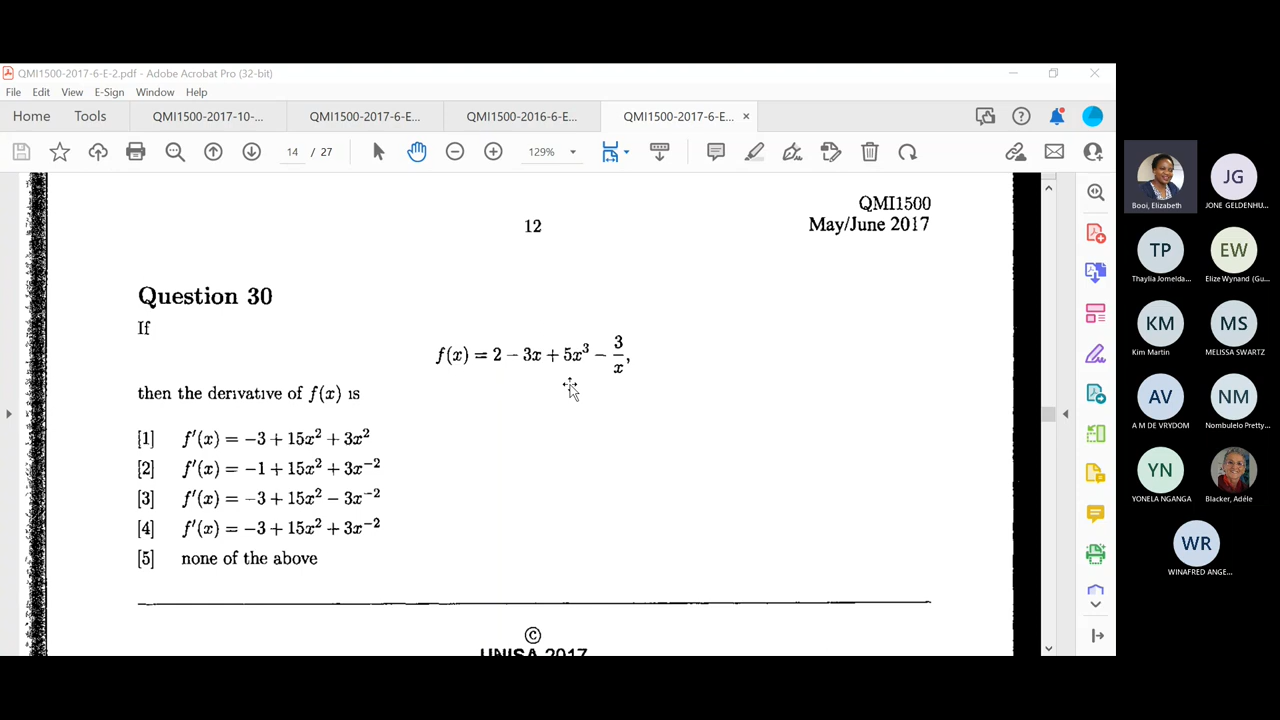 QMI1500-2017-6-E-2.pdf - Adobe Acrobat Pro (32-bit)
File Edit View E-Sign Window Help
Home Tools QMI1500-2017-10-... QMI1500-2017-6-E... QMI1500-2016-6-E... QMI1500-2017-6-E... ×
14 / 27 129%
QMI1500
12 May/June 2017
Question 30
If
f(x) = 2 − 3x + 5x³ − 3/x,
then the derivative of f(x) is
[1] f′(x) = −3 + 15x² + 3x²
[2] f′(x) = −1 + 15x² + 3x⁻²
[3] f′(x) = −3 + 15x² − 3x⁻²
[4] f′(x) = −3 + 15x² + 3x⁻²
[5] none of the above
©
UNISA 2017
Booi, Elizabeth
JG
JONE GELDENHU...
TP
Thaylia Jomelda...
EW
Elize Wynand (Gu...
KM
Kim Martin
MS
MELISSA SWARTZ
AV
A M DE VRYDOM
NM
Nombulelo Pretty...
YN
YONELA NGANGA
Blacker, Adéle
WR
WINAFRED ANGE...